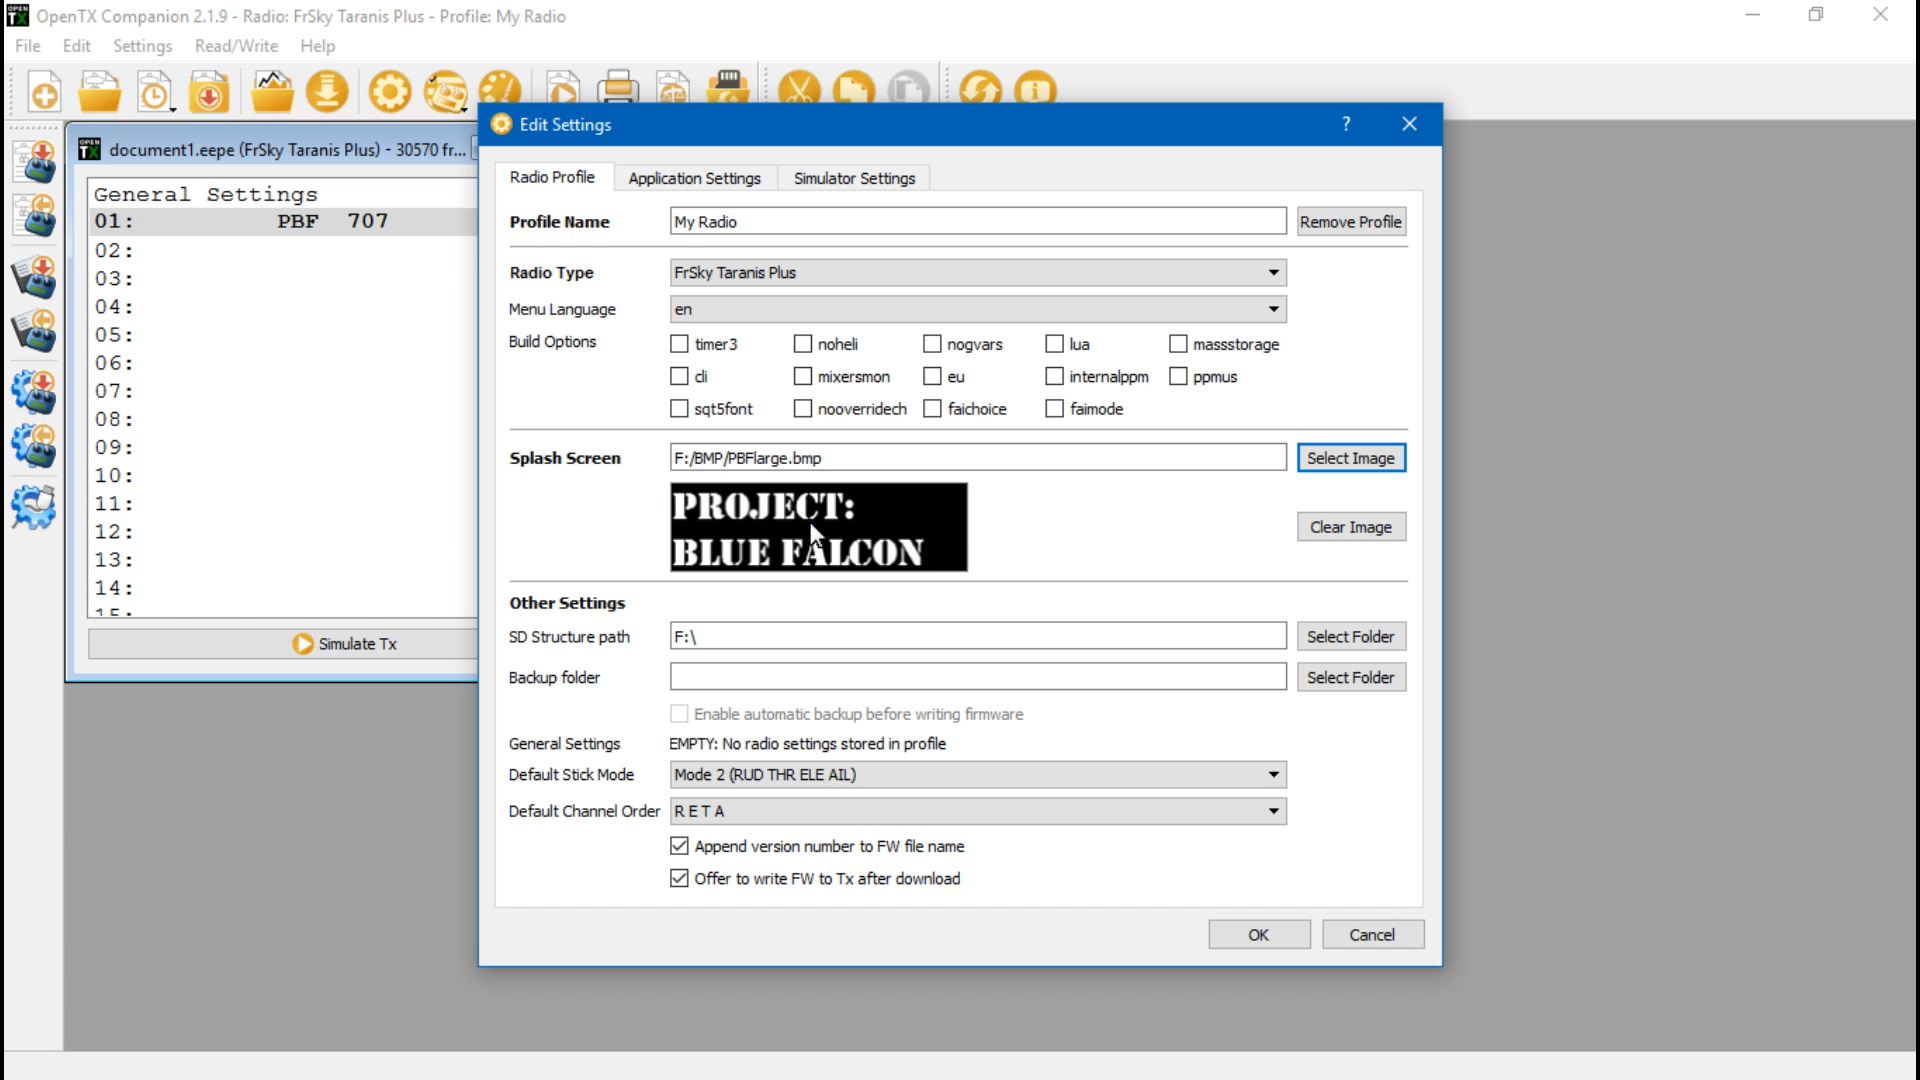 OpenTX Companion 2.1.9 - Radio: FrSky Taranis Plus - Profile: My Radio
File Edit Settings Read/Write Help
document1.eepe (FrSky Taranis Plus) - 30570 fr...
General Settings
01: PBF 707
02:
03:
04:
05:
06:
07:
08:
09:
10:
11:
12:
13:
14:
15:
Simulate Tx
Edit Settings
Radio Profile Application Settings Simulator Settings
Profile Name My Radio Remove Profile
Radio Type FrSky Taranis Plus
Menu Language en
Build Options timer3 noheli nogvars lua massstorage
cli mixersmon eu internalppm ppmus
sqt5font nooverridech faichoice faimode
Splash Screen F:/BMP/PBFlarge.bmp Select Image
PROJECT:
BLUE FALCON
Clear Image
Other Settings
SD Structure path F:\ Select Folder
Backup folder Select Folder
Enable automatic backup before writing firmware
General Settings EMPTY: No radio settings stored in profile
Default Stick Mode Mode 2 (RUD THR ELE AIL)
Default Channel Order R E T A
Append version number to FW file name
Offer to write FW to Tx after download
OK Cancel